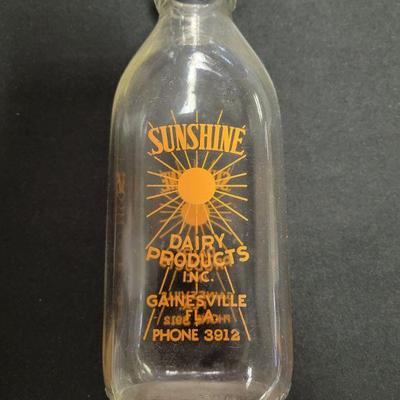 SUNSHINE
DAIRY
PRODUCTS
INC.
GAINESVILLE
FLA
PHONE 3912